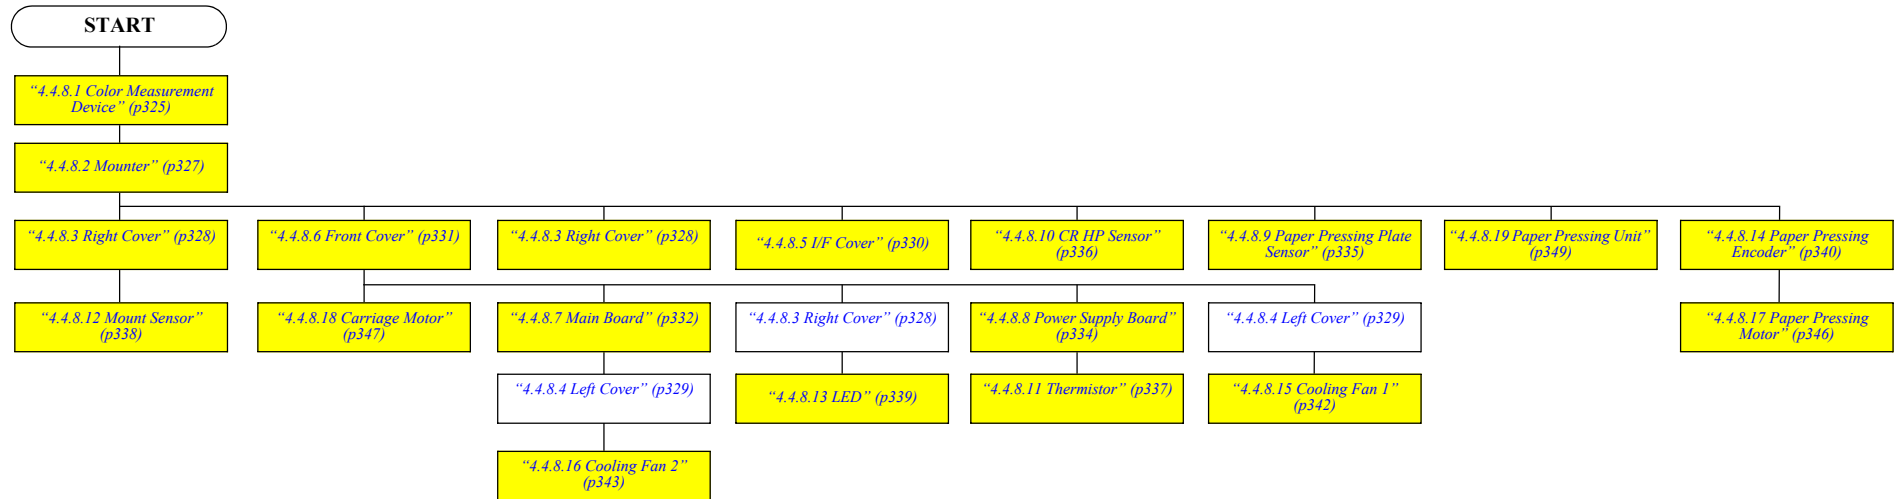 START
“4.4.8.1 Color Measurement
Device” (p325)
“4.4.8.2 Mounter” (p327)
“4.4.8.3 Right Cover” (p328)
“4.4.8.6 Front Cover” (p331)
“4.4.8.3 Right Cover” (p328)
“4.4.8.5 I/F Cover” (p330)
“4.4.8.10 CR HP Sensor”
(p336)
“4.4.8.9 Paper Pressing Plate
Sensor” (p335)
“4.4.8.19 Paper Pressing Unit”
(p349)
“4.4.8.14 Paper Pressing
Encoder” (p340)
“4.4.8.12 Mount Sensor”
(p338)
“4.4.8.18 Carriage Motor”
(p347)
“4.4.8.7 Main Board” (p332)
“4.4.8.3 Right Cover” (p328)
“4.4.8.8 Power Supply Board”
(p334)
“4.4.8.4 Left Cover” (p329)
“4.4.8.17 Paper Pressing
Motor” (p346)
“4.4.8.4 Left Cover” (p329)
“4.4.8.13 LED” (p339)
“4.4.8.11 Thermistor” (p337)
“4.4.8.15 Cooling Fan 1”
(p342)
“4.4.8.16 Cooling Fan 2”
(p343)